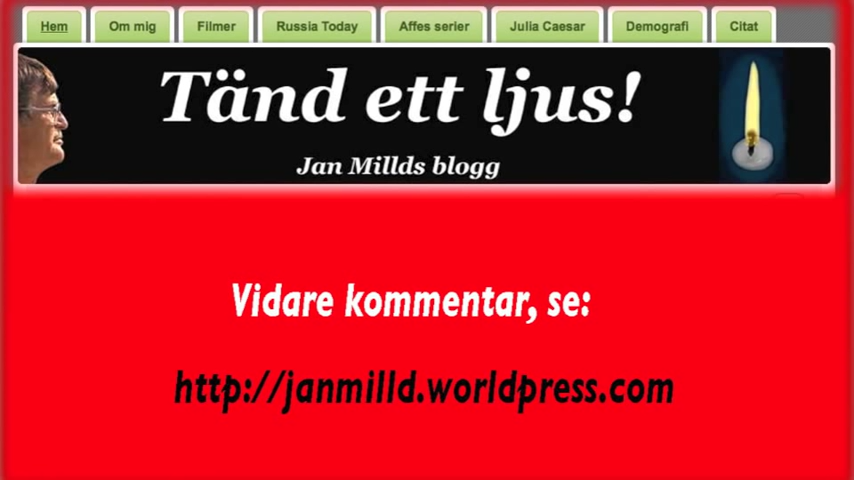 Hem Om mig Filmer Russia Today Affes serier Julia Caesar Demografi Citat
Tänd ett ljus!
Jan Millds blogg
Vidare kommentar, se:
http://janmilld.worldpress.com